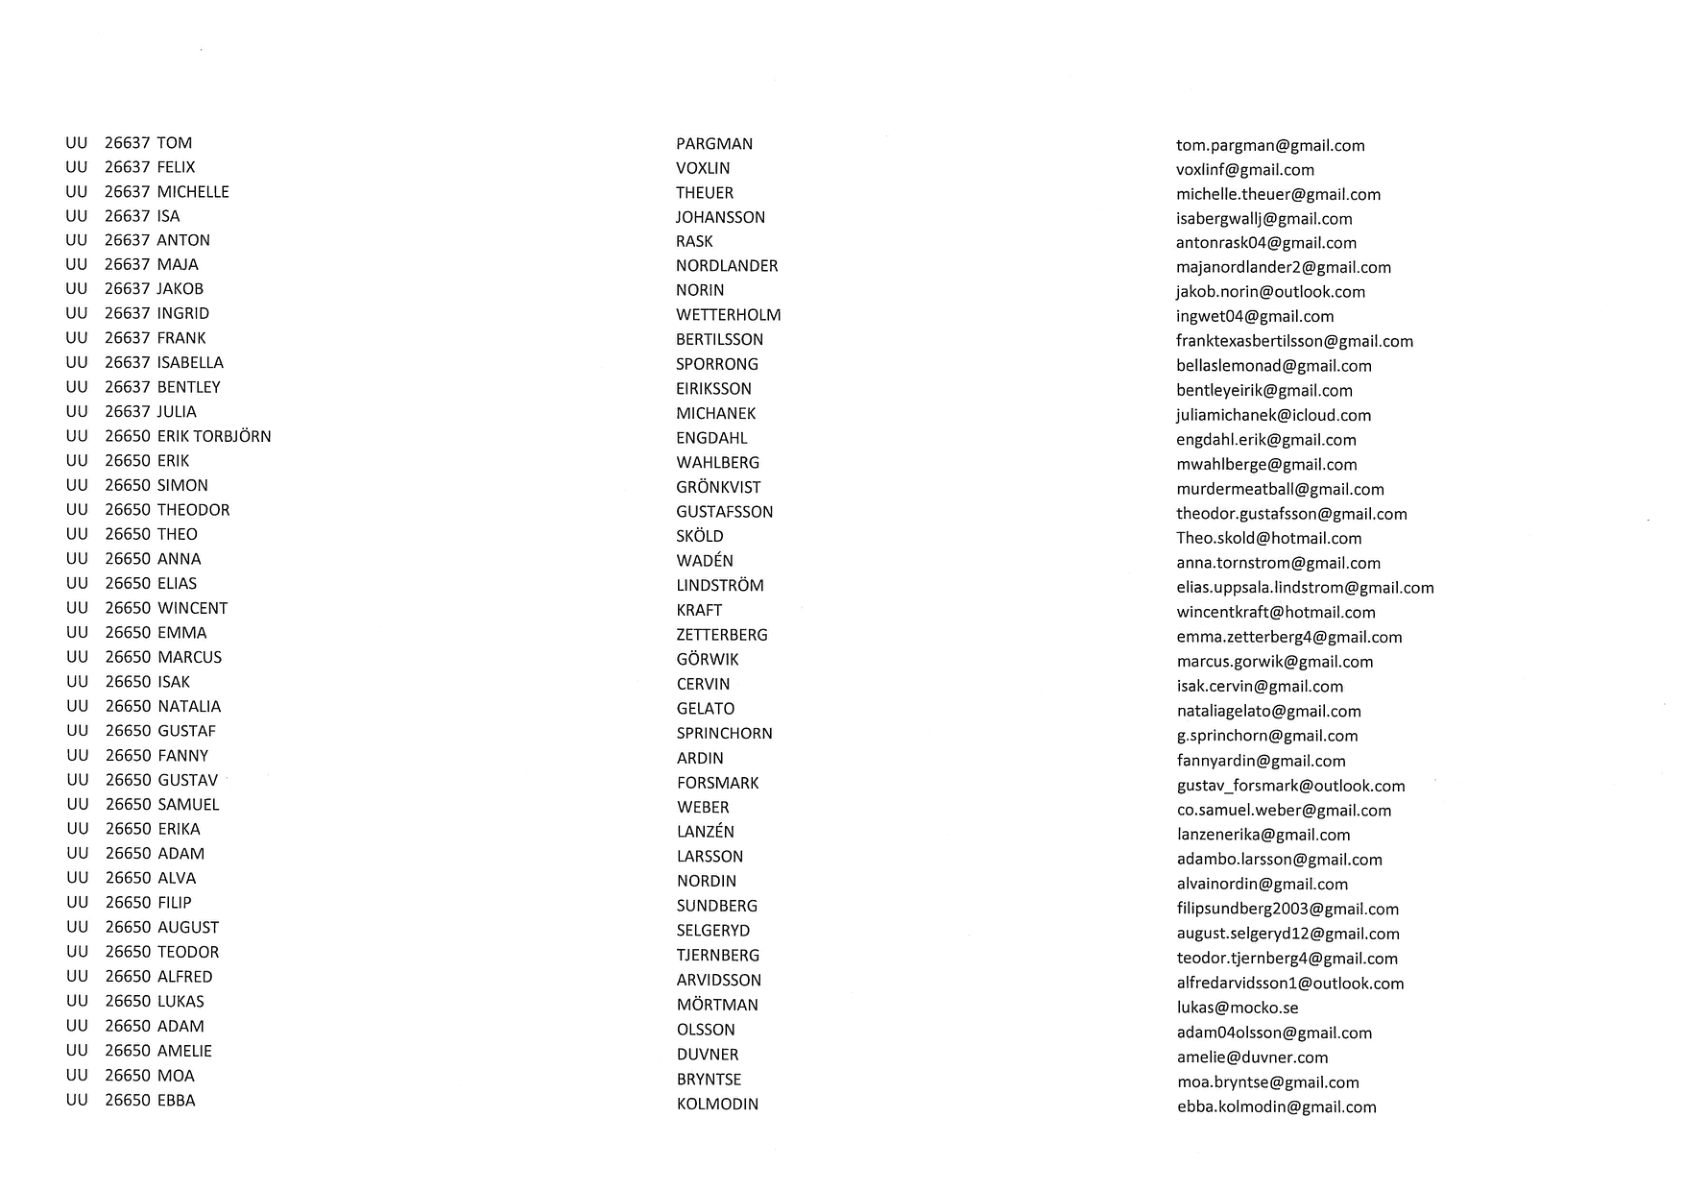 UU 26637 TOM PARGMAN tom.pargman@gmail.com
UU 26637 FELIX VOXLIN voxlinf@gmail.com
UU 26637 MICHELLE THEUER michelle.theuer@gmail.com
UU 26637 ISA JOHANSSON isabergwallj@gmail.com
UU 26637 ANTON RASK antonrask04@gmail.com
UU 26637 MAJA NORDLANDER majanordlander2@gmail.com
UU 26637 JAKOB NORIN jakob.norin@outlook.com
UU 26637 INGRID WETTERHOLM ingwet04@gmail.com
UU 26637 FRANK BERTILSSON franktexasbertilsson@gmail.com
UU 26637 ISABELLA SPORRONG bellaslemonad@gmail.com
UU 26637 BENTLEY EIRIKSSON bentleyeirik@gmail.com
UU 26637 JULIA MICHANEK juliamichanek@icloud.com
UU 26650 ERIK TORBJÖRN ENGDAHL engdahl.erik@gmail.com
UU 26650 ERIK WAHLBERG mwahlberge@gmail.com
UU 26650 SIMON GRÖNKVIST murdermeatball@gmail.com
UU 26650 THEODOR GUSTAFSSON theodor.gustafsson@gmail.com
UU 26650 THEO SKÖLD Theo.skold@hotmail.com
UU 26650 ANNA WADÉN anna.tornstrom@gmail.com
UU 26650 ELIAS LINDSTRÖM elias.uppsala.lindstrom@gmail.com
UU 26650 WINCENT KRAFT wincentkraft@hotmail.com
UU 26650 EMMA ZETTERBERG emma.zetterberg4@gmail.com
UU 26650 MARCUS GÖRWIK marcus.gorwik@gmail.com
UU 26650 ISAK CERVIN isak.cervin@gmail.com
UU 26650 NATALIA GELATO nataliagelato@gmail.com
UU 26650 GUSTAF SPRINCHORN g.sprinchorn@gmail.com
UU 26650 FANNY ARDIN fannyardin@gmail.com
UU 26650 GUSTAV FORSMARK gustav_forsmark@outlook.com
UU 26650 SAMUEL WEBER co.samuel.weber@gmail.com
UU 26650 ERIKA LANZÉN lanzenerika@gmail.com
UU 26650 ADAM LARSSON adambo.larsson@gmail.com
UU 26650 ALVA NORDIN alvainordin@gmail.com
UU 26650 FILIP SUNDBERG filipsundberg2003@gmail.com
UU 26650 AUGUST SELGERYD august.selgeryd12@gmail.com
UU 26650 TEODOR TJERNBERG teodor.tjernberg4@gmail.com
UU 26650 ALFRED ARVIDSSON alfredarvidsson1@outlook.com
UU 26650 LUKAS MÖRTMAN lukas@mocko.se
UU 26650 ADAM OLSSON adam04olsson@gmail.com
UU 26650 AMELIE DUVNER amelie@duvner.com
UU 26650 MOA BRYNTSE moa.bryntse@gmail.com
UU 26650 EBBA KOLMODIN ebba.kolmodin@gmail.com